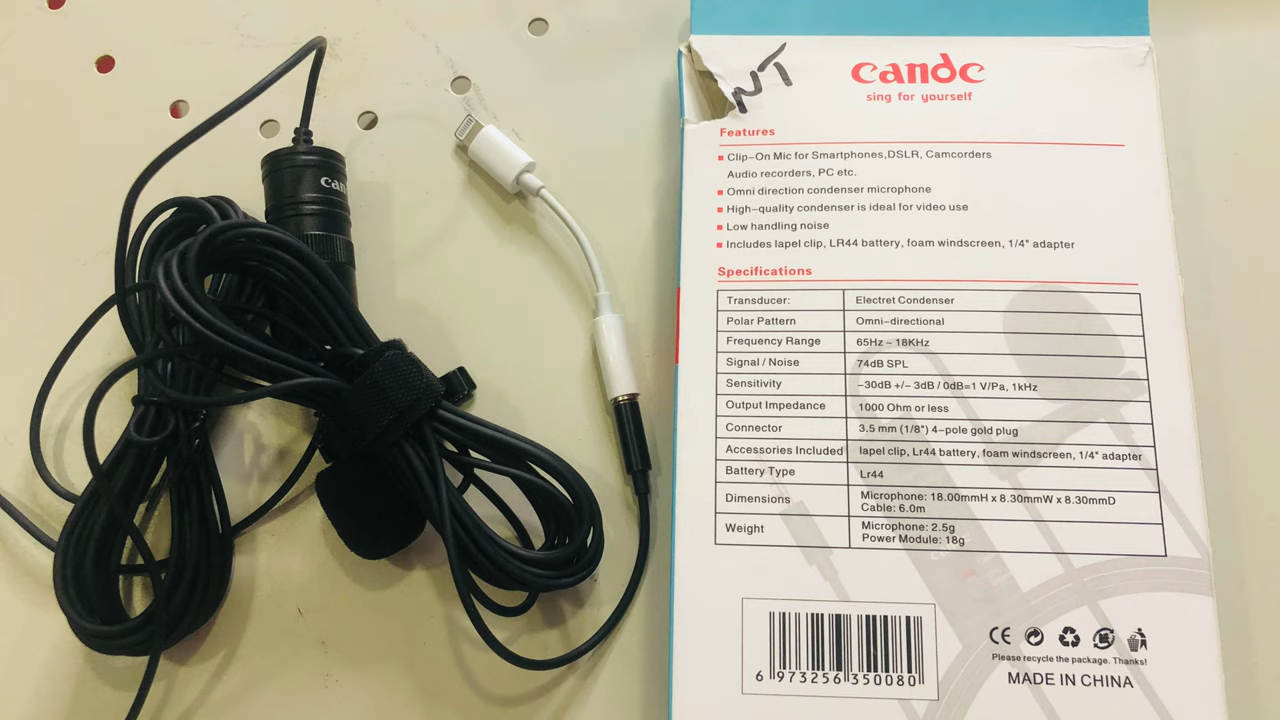 can
NT
candc
sing for yourself
Features
Clip-On Mic for Smartphones,DSLR, Camcorders
Audio recorders, PC etc.
Omni direction condenser microphone
High-quality condenser is ideal for video use
Low handling noise
Includes lapel clip, LR44 battery, foam windscreen, 1/4" adapter
Specifications
Transducer: Electret Condenser
Polar Pattern Omni-directional
Frequency Range 65Hz ~ 18KHz
Signal / Noise 74dB SPL
Sensitivity -30dB +/- 3dB / 0dB=1 V/Pa, 1kHz
Output Impedance 1000 Ohm or less
Connector 3.5 mm (1/8") 4-pole gold plug
Accessories Included lapel clip, Lr44 battery, foam windscreen, 1/4" adapter
Battery Type Lr44
Dimensions Microphone: 18.00mmH x 8.30mmW x 8.30mmD
Cable: 6.0m
Weight Microphone: 2.5g
Power Module: 18g
6 973256 350080
CE
Please recycle the package. Thanks!
MADE IN CHINA